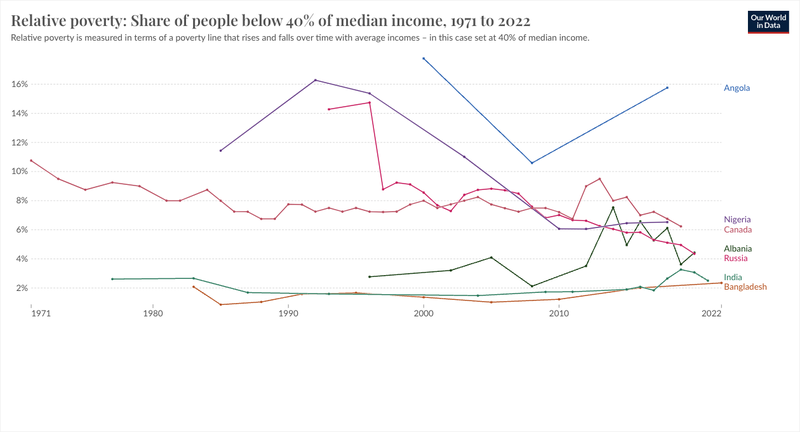 Relative poverty: Share of people below 40% of median income, 1971 to 2022
Our World
in Data
Relative poverty is measured in terms of a poverty line that rises and falls over time with average incomes – in this case set at 40% of median income.
16%
14%
12%
10%
8%
6%
4%
2%
Angola
Nigeria
Canada
Albania
Russia
India
Bangladesh
1971
1980
1990
2000
2010
2022